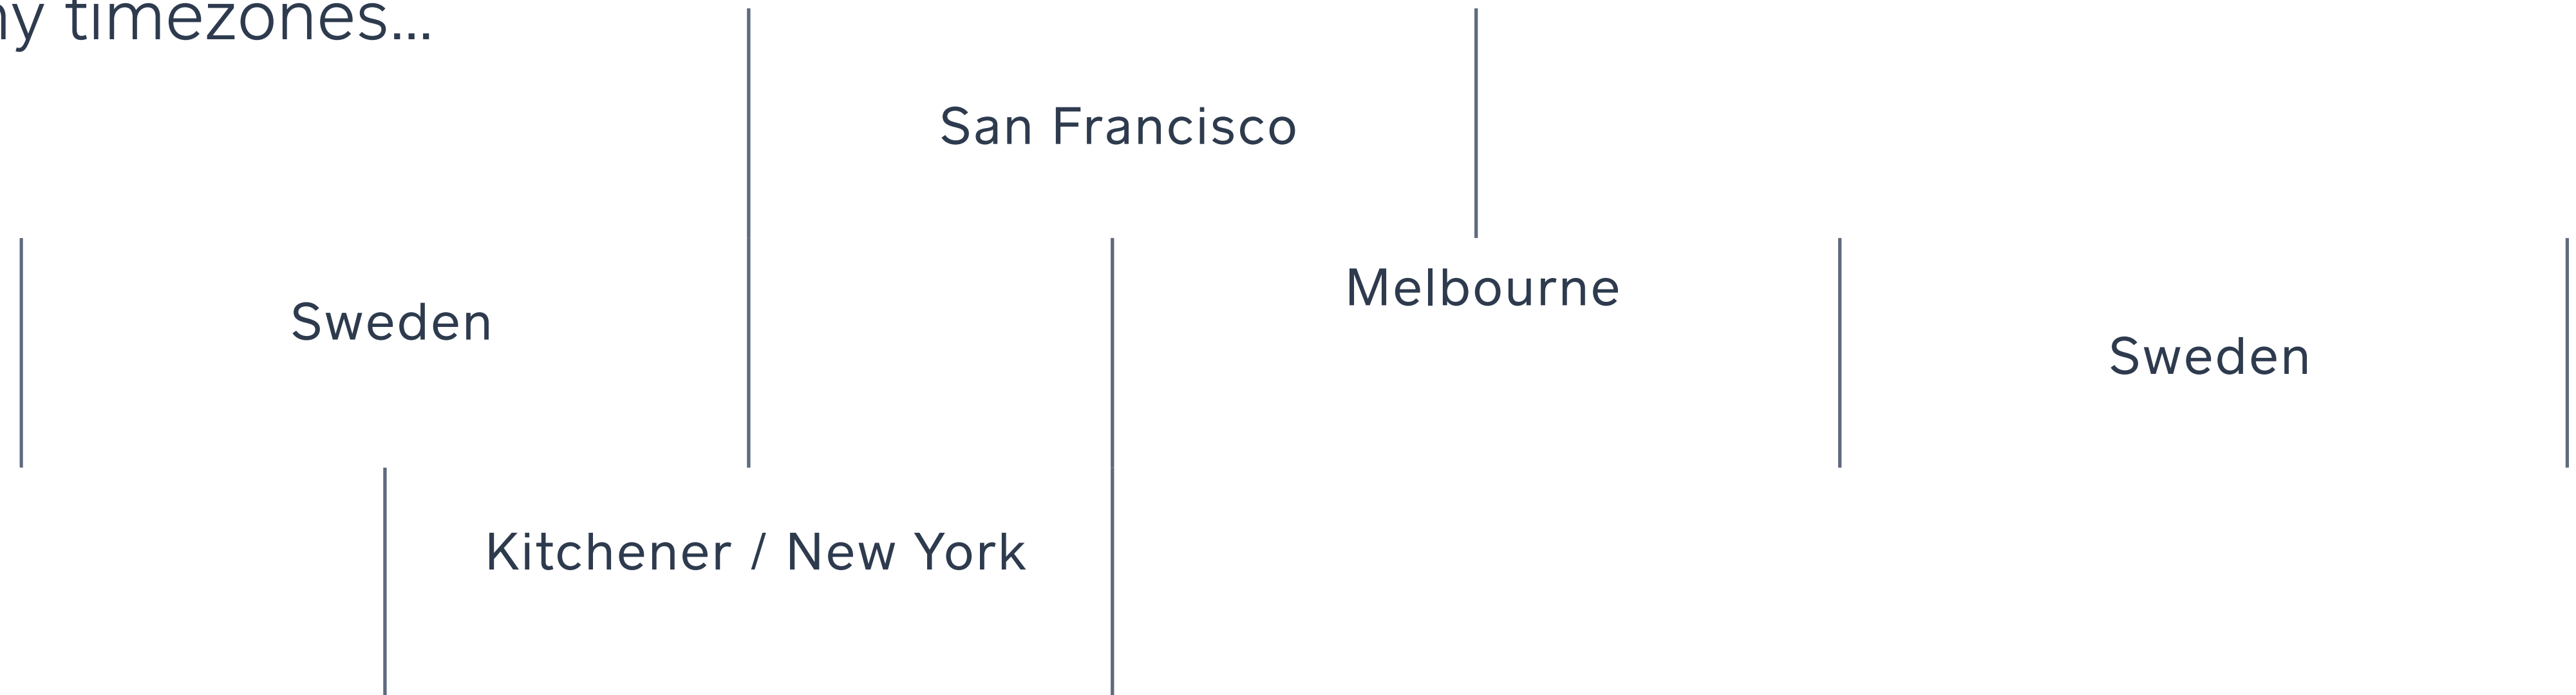 timezones...
San Francisco
Melbourne
Sweden
Sweden
Kitchener / New York